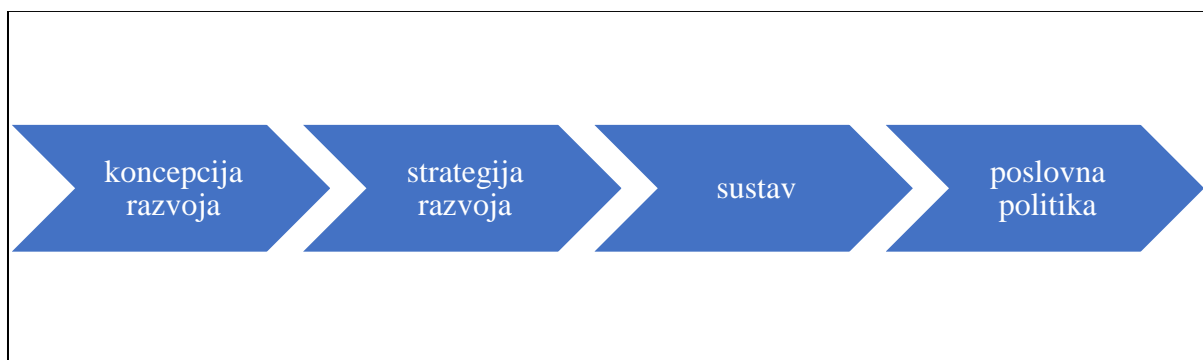 koncepcija
razvoja
strategija
razvoja
sustav
poslovna
politika